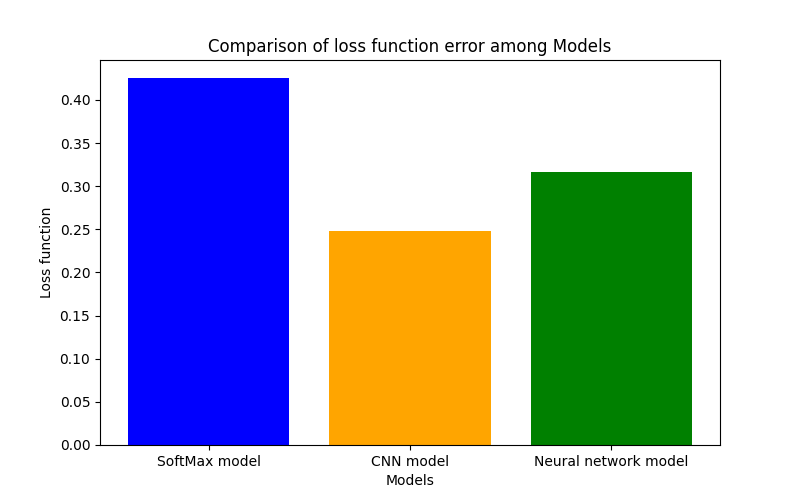 Comparison of loss function error among Models
Loss function
0.40
0.35
0.30
0.25
0.20
0.15
0.10
0.05
0.00
SoftMax model
CNN model
Neural network model
Models